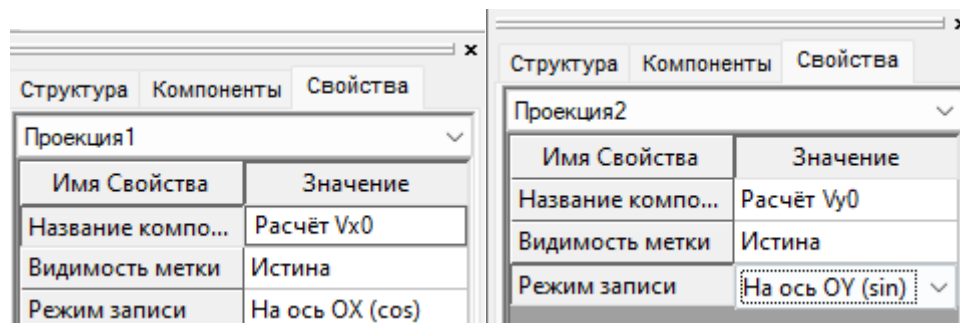 Структура Компоненты Свойства
Проекция1
Имя Свойства Значение
Название компо... Расчёт Vx0
Видимость метки Истина
Режим записи На ось OX (cos)
Структура Компоненты Свойства
Проекция2
Имя Свойства Значение
Название компо... Расчёт Vy0
Видимость метки Истина
Режим записи На ось OY (sin)